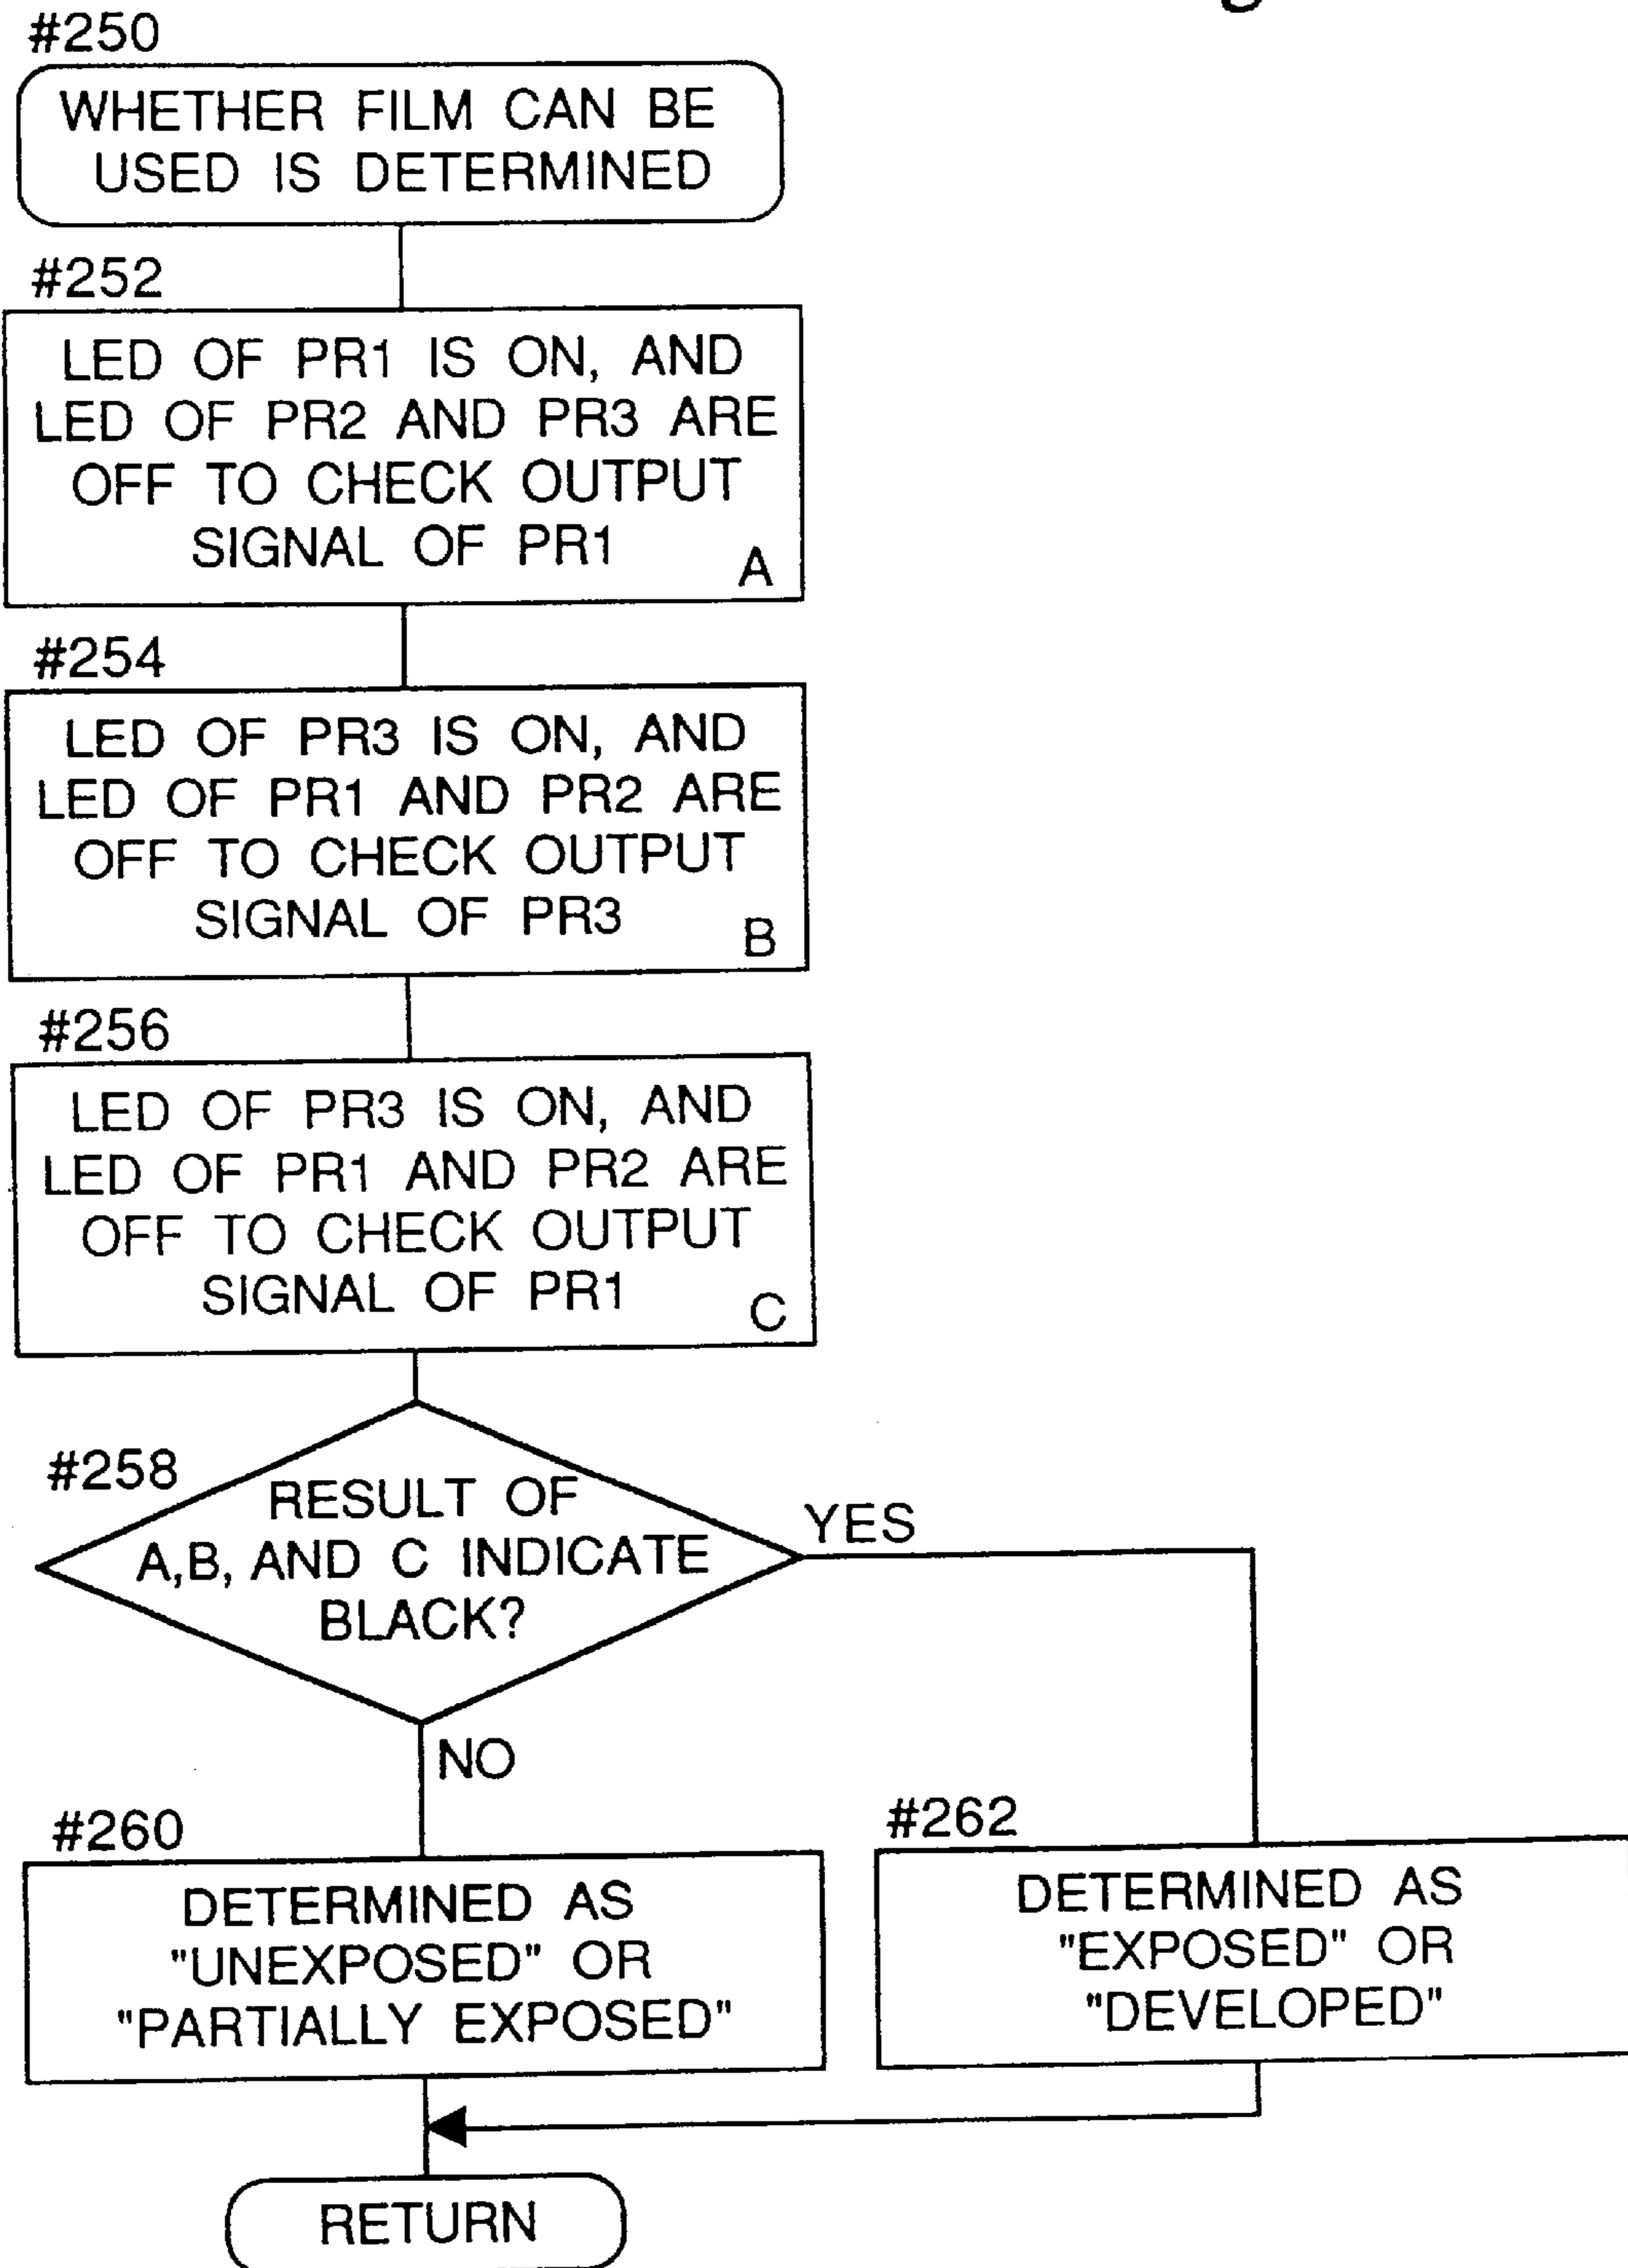 #250
WHETHER FILM CAN BE
USED IS DETERMINED
#252
LED OF PR1 IS ON, AND
LED OF PR2 AND PR3 ARE
OFF TO CHECK OUTPUT
SIGNAL OF PR1
A
#254
LED OF PR3 IS ON, AND
LED OF PR1 AND PR2 ARE
OFF TO CHECK OUTPUT
SIGNAL OF PR3
B
#256
LED OF PR3 IS ON, AND
LED OF PR1 AND PR2 ARE
OFF TO CHECK OUTPUT
SIGNAL OF PR1
C
#258
RESULT OF
A,B, AND C INDICATE
BLACK?
YES
NO
#260
DETERMINED AS
"UNEXPOSED" OR
"PARTIALLY EXPOSED"
#262
DETERMINED AS
"EXPOSED" OR
"DEVELOPED"
RETURN